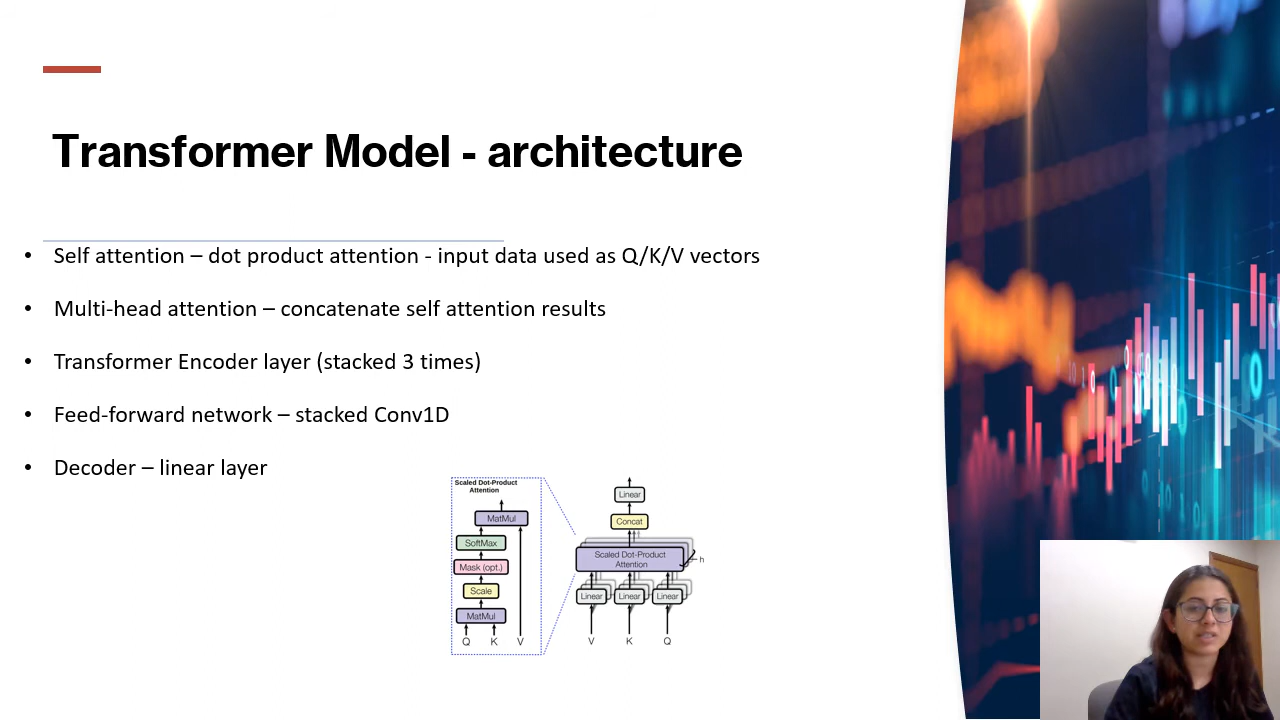 Transformer Model - architecture
• Self attention – dot product attention - input data used as Q/K/V vectors
• Multi-head attention – concatenate self attention results
• Transformer Encoder layer (stacked 3 times)
• Feed-forward network – stacked Conv1D
• Decoder – linear layer
Scaled Dot-Product
Attention
MatMul
SoftMax
Mask (opt.)
Scale
MatMul
Q K V
Linear
Concat
Scaled Dot-Product
Attention
h
Linear Linear Linear
V K Q